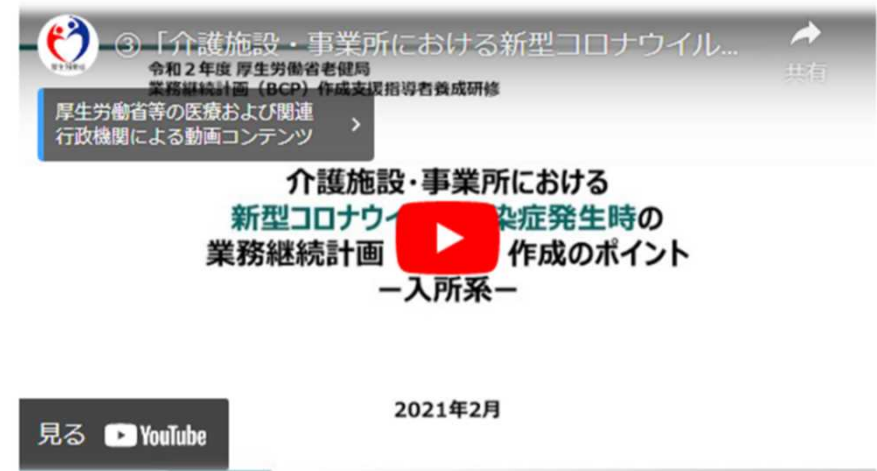 ③「介護施設・事業所における新型コロナウイル...
共有
令和２年度 厚生労働省老健局
業務継続計画（BCP）作成支援指導者養成研修
厚生労働省等の医療および関連
行政機関による動画コンテンツ
介護施設・事業所における
新型コロナウイ 染症発生時の
業務継続計画 作成のポイント
ー入所系ー
2021年2月
見る YouTube